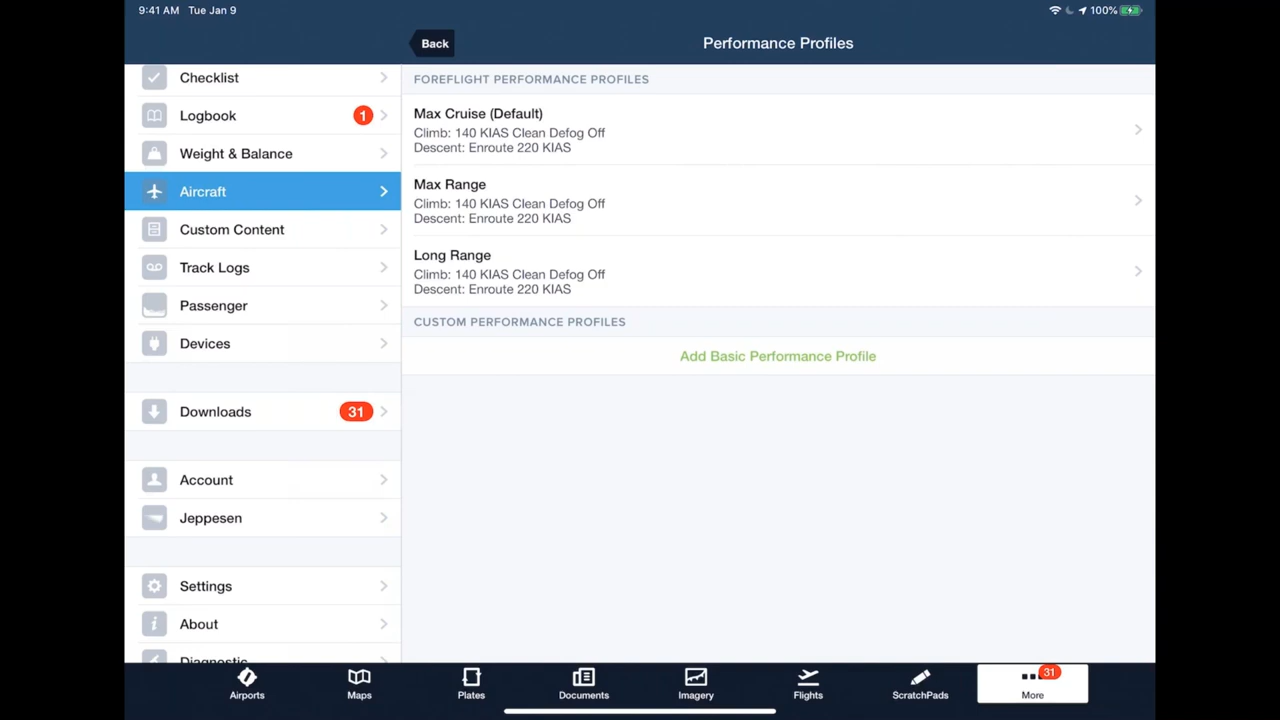 9:41 AM Tue Jan 9
100%
Back
Performance Profiles
Checklist
Logbook
1
Weight & Balance
Aircraft
Custom Content
Track Logs
Passenger
Devices
Downloads
31
Account
Jeppesen
Settings
About
Diagnostic
FOREFLIGHT PERFORMANCE PROFILES
Max Cruise (Default)
Climb: 140 KIAS Clean Defog Off
Descent: Enroute 220 KIAS
Max Range
Climb: 140 KIAS Clean Defog Off
Descent: Enroute 220 KIAS
Long Range
Climb: 140 KIAS Clean Defog Off
Descent: Enroute 220 KIAS
CUSTOM PERFORMANCE PROFILES
Add Basic Performance Profile
Airports
Maps
Plates
Documents
Imagery
Flights
ScratchPads
31
More